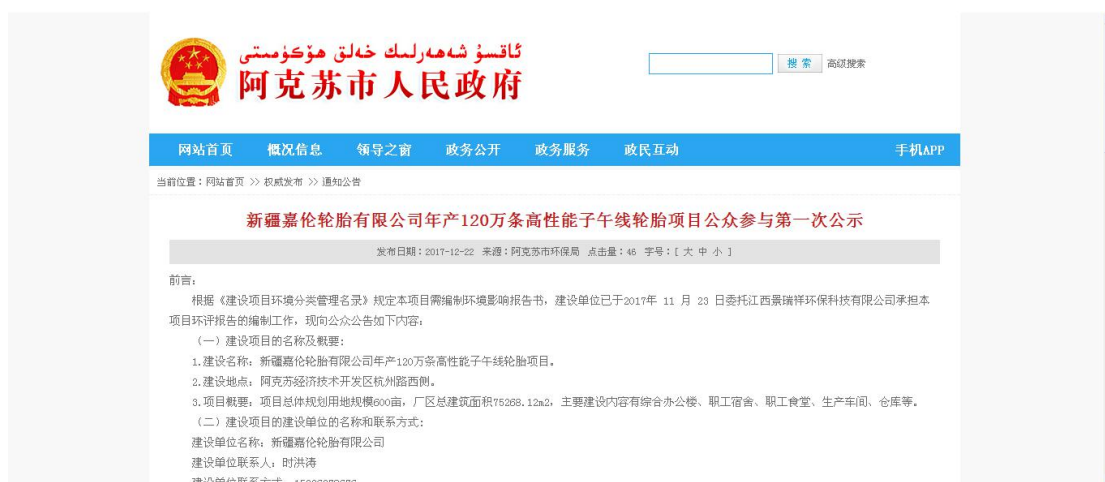 ئاقسۇ شەھەرلىك خەلق ھۆكۈمىتى
阿克苏市人民政府
搜索 高级搜索
网站首页 概况信息 领导之窗 政务公开 政务服务 政民互动 手机APP
当前位置：网站首页 >> 权威发布 >> 通知公告
新疆嘉伦轮胎有限公司年产120万条高性能子午线轮胎项目公众参与第一次公示
发布日期：2017-12-22 来源：阿克苏市环保局 点击量：46 字号：[ 大 中 小 ]
前言：
根据《建设项目环境分类管理名录》规定本项目需编制环境影响报告书，建设单位已于2017年 11 月 23 日委托江西景瑞祥环保科技有限公司承担本
项目环评报告的编制工作，现向公众公告如下内容：
（一）建设项目的名称及概要：
1.建设名称：新疆嘉伦轮胎有限公司年产120万条高性能子午线轮胎项目。
2.建设地点：阿克苏经济技术开发区杭州路西侧。
3.项目概要：项目总体规划用地规模600亩，厂区总建筑面积75268.12m2，主要建设内容有综合办公楼、职工宿舍、职工食堂、生产车间、仓库等。
（二）建设项目的建设单位的名称和联系方式：
建设单位名称：新疆嘉伦轮胎有限公司
建设单位联系人：时洪涛
建设单位联系方式